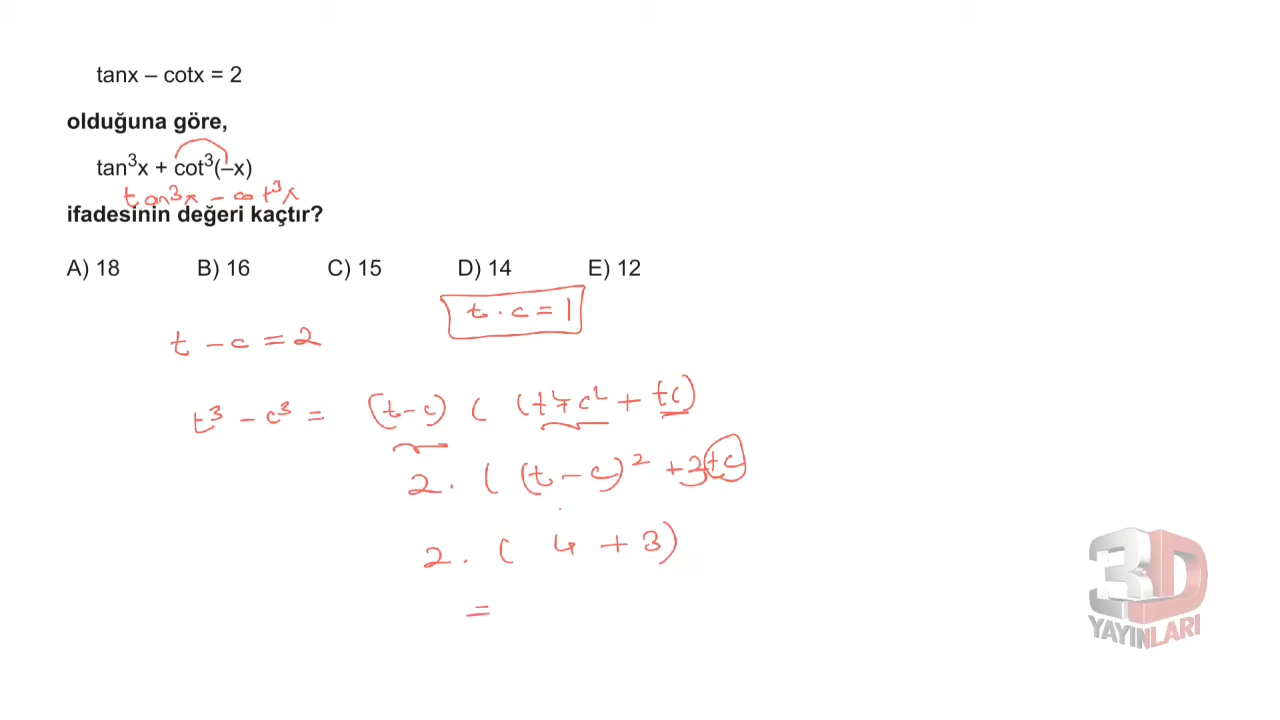 tanx – cotx = 2
olduğuna göre,
tan³x + cot³(–x)
tan³x – cot³x
ifadesinin değeri kaçtır?
A) 18 B) 16 C) 15 D) 14 E) 12
t · c = 1
t – c = 2
t³ – c³ = (t–c) ( (t²+c² + tc)
2 . ( (t – c)² + 3tc
2 . ( 4 + 3)
=
3D
YAYINLARI